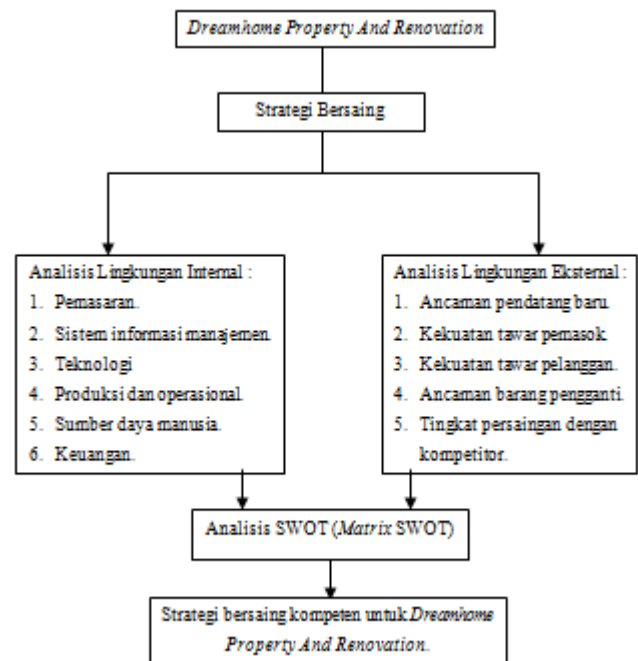 Dreamhome Property And Renovation
Strategi Bersaing
Analisis Lingkungan Internal :
1. Pemasaran.
2. Sistem informasi manajemen.
3. Teknologi
4. Produksi dan operasional.
5. Sumber daya manusia.
6. Keuangan.
Analisis Lingkungan Eksternal :
1. Ancaman pendatang baru.
2. Kekuatan tawar pemasok.
3. Kekuatan tawar pelanggan.
4. Ancaman barang pengganti.
5. Tingkat persaingan dengan
kompetitor.
Analisis SWOT (Matrix SWOT)
Strategi bersaing kompeten untuk Dreamhome
Property And Renovation.